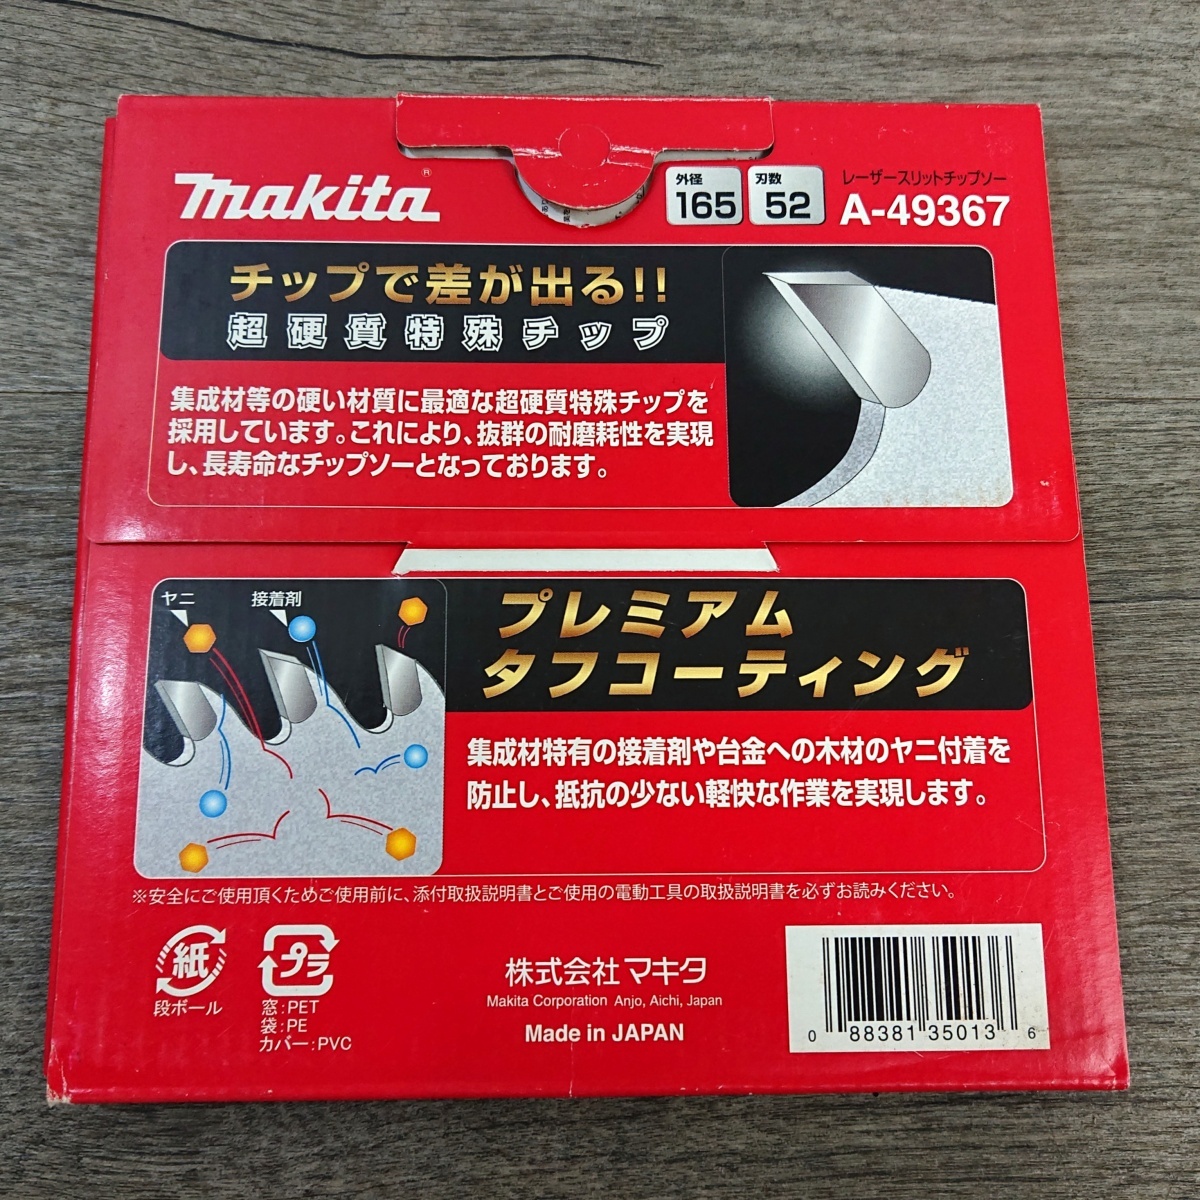 makita®
外径
165
刃数
52
レーザースリットチップソー
A-49367
チップで差が出る!!
超硬質特殊チップ
集成材等の硬い材質に最適な超硬質特殊チップを
採用しています。これにより、抜群の耐磨耗性を実現
し、長寿命なチップソーとなっております。
ヤニ
接着剤
プレミアム
タフコーティング
集成材特有の接着剤や台金への木材のヤニ付着を
防止し、抵抗の少ない軽快な作業を実現します。
※安全にご使用頂くためご使用前に、添付取扱説明書とご使用の電動工具の取扱説明書を必ずお読みください。
紙
段ボール
プラ
窓:PET
袋:PE
カバー:PVC
株式会社マキタ
Makita Corporation Anjo, Aichi, Japan
Made in JAPAN
0 88381 35013 6